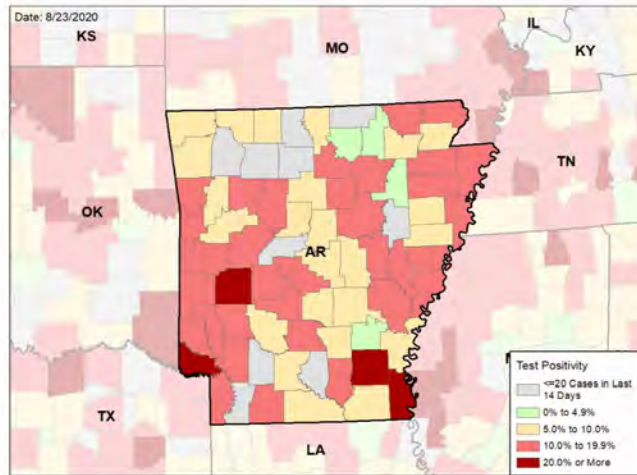 Date: 8/23/2020
KS
MO
IL
KY
TN
OK
AR
TX
LA
Test Positivity
<=20 Cases in Last
14 Days
0% to 4.9%
5.0% to 10.0%
10.0% to 19.9%
20.0% or More